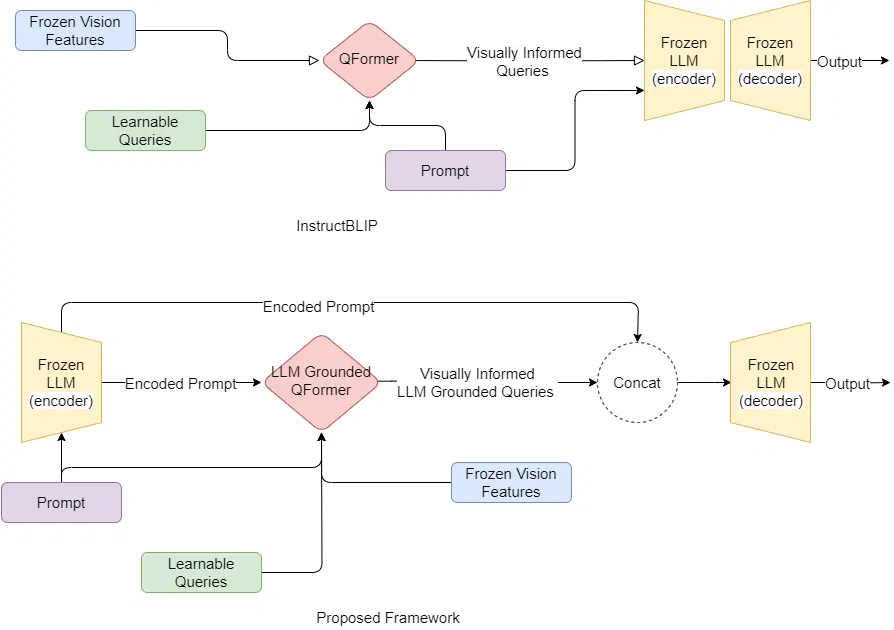 Frozen Vision
Features
QFormer
Visually Informed
Queries
Frozen
LLM
(encoder)
Frozen
LLM
(decoder)
Output
Learnable
Queries
Prompt
InstructBLIP
Encoded Prompt
Frozen
LLM
(encoder)
Encoded Prompt
LLM Grounded
QFormer
Visually Informed
LLM Grounded Queries
Concat
Frozen
LLM
(decoder)
Output
Prompt
Frozen Vision
Features
Learnable
Queries
Proposed Framework